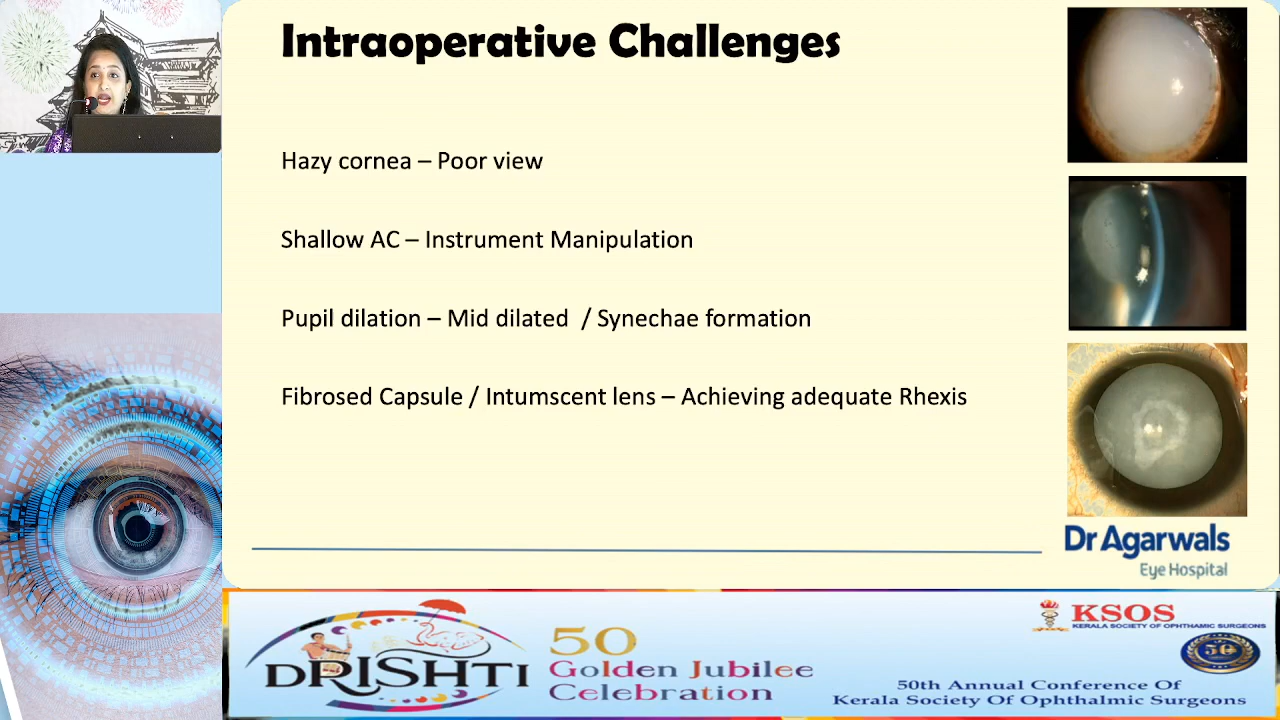 Intraoperative Challenges
Hazy cornea – Poor view
Shallow AC – Instrument Manipulation
Pupil dilation – Mid dilated / Synechae formation
Fibrosed Capsule / Intumscent lens – Achieving adequate Rhexis
Dr Agarwals
Eye Hospital
DRISHTI
50
Golden Jubilee
Celebration
KSOS
KERALA SOCIETY OF OPHTHAMIC SURGEONS
50
50th Annual Conference Of
Kerala Society Of Ophthalmic Surgeons